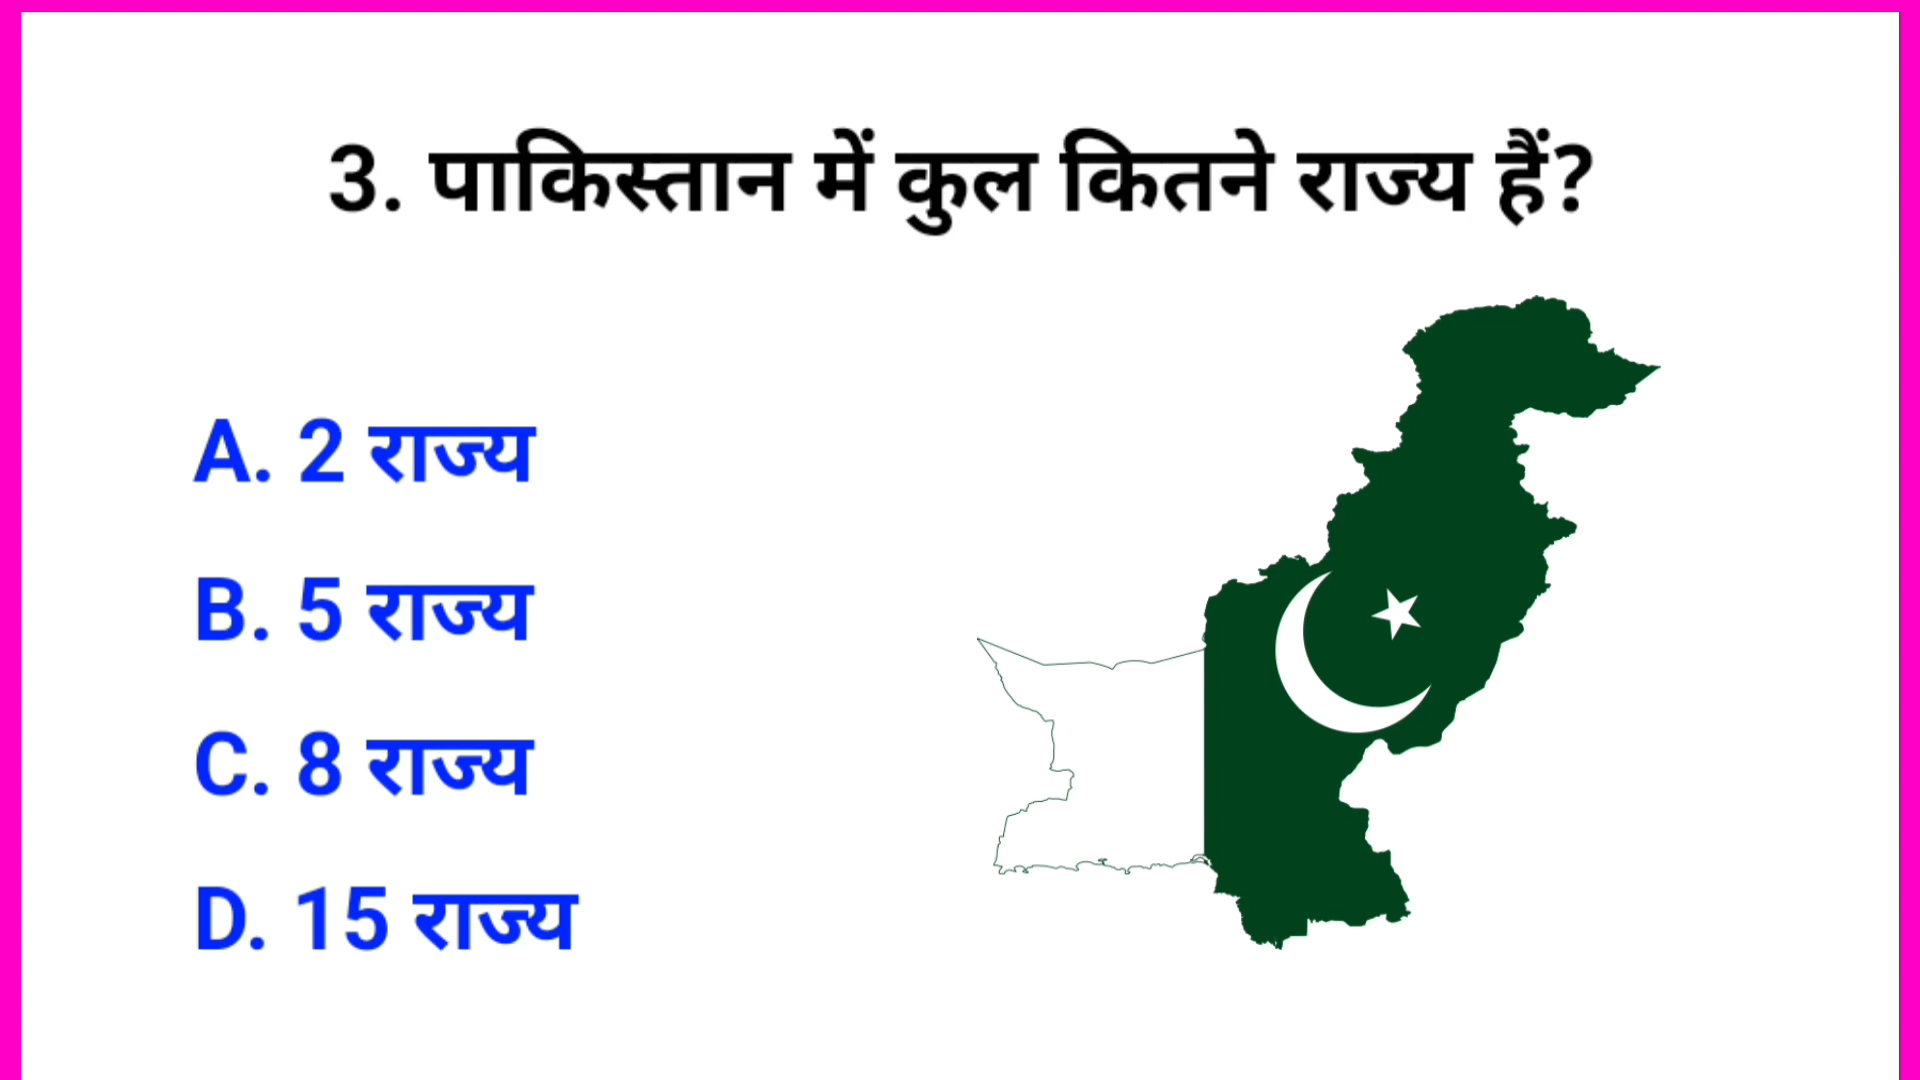 3. पाकिस्तान में कुल कितने राज्य हैं?
A. 2 राज्य
B. 5 राज्य
C. 8 राज्य
D. 15 राज्य